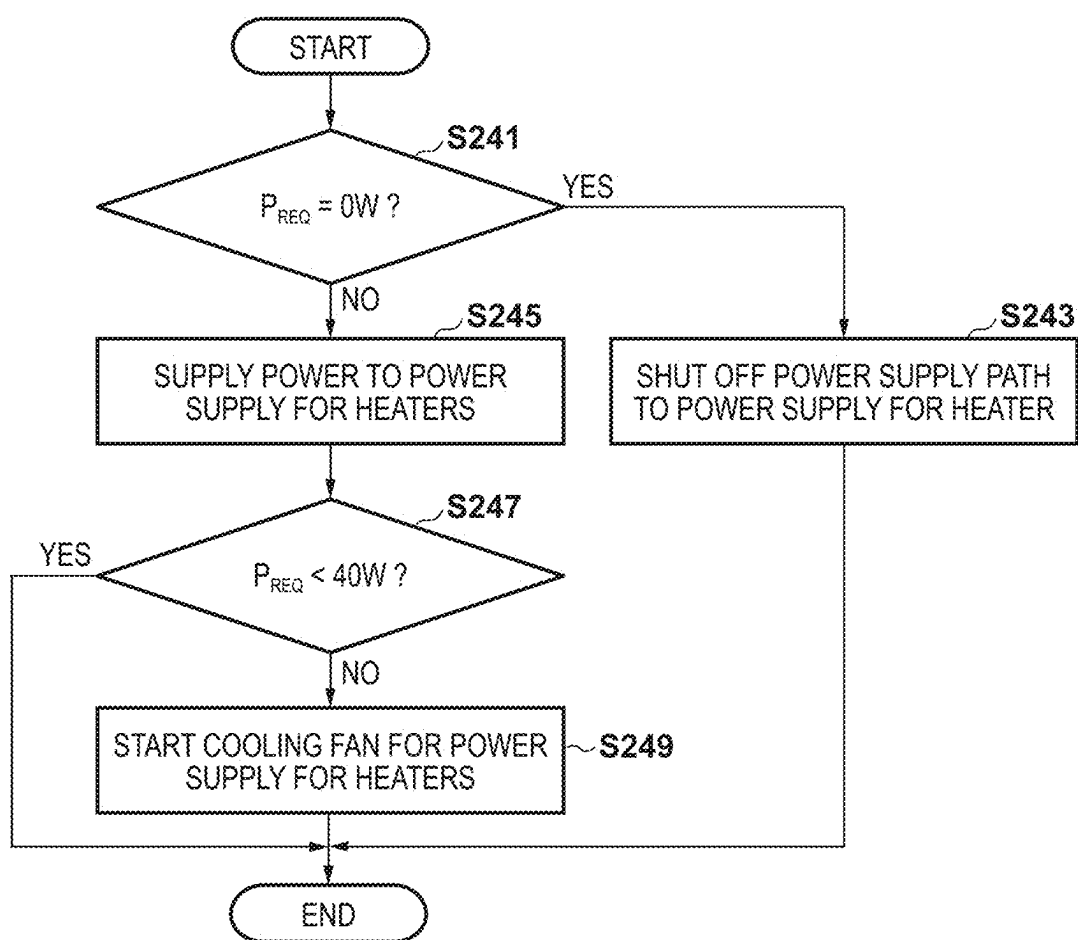 START
S241
P_REQ = 0W ?
YES
NO
S245
SUPPLY POWER TO POWER
SUPPLY FOR HEATERS
S243
SHUT OFF POWER SUPPLY PATH
TO POWER SUPPLY FOR HEATER
S247
YES
P_REQ < 40W ?
NO
START COOLING FAN FOR POWER
SUPPLY FOR HEATERS
S249
END